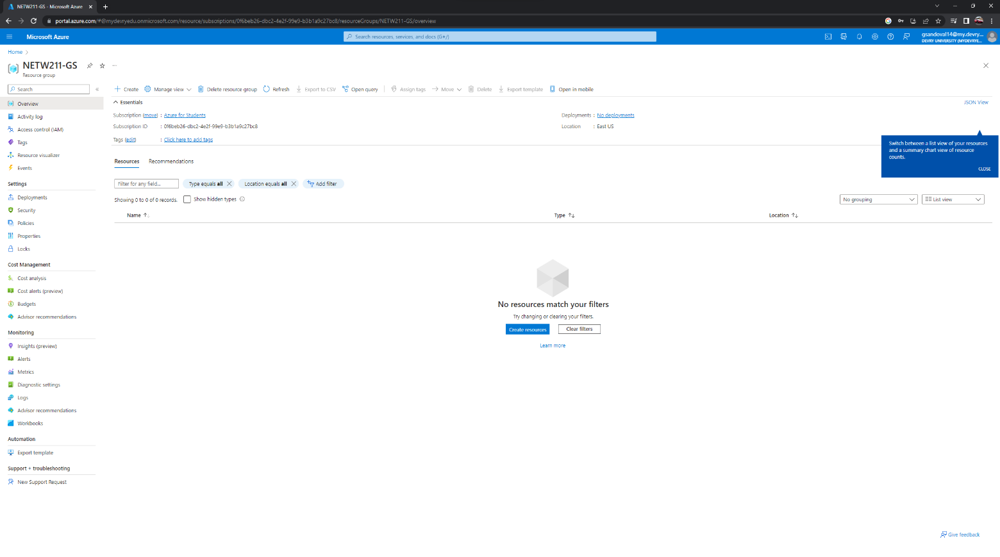 NETW211-GS - Microsoft Azure
portal.azure.com/#@mydevryedu.onmicrosoft.com/resource/subscriptions/0f6beb26-dbc2-4e2f-99e9-b3b1a9c27bc8/resourceGroups/NETW211-GS/overview
Microsoft Azure
Search resources, services, and docs (G+/)
gsandoval14@my.devry...
DEVRY UNIVERSITY (MYDEVRYE...
Home
NETW211-GS
Resource group
Search
Create
Manage view
Delete resource group
Refresh
Export to CSV
Open query
Assign tags
Move
Delete
Export template
Open in mobile
Essentials
JSON View
Subscription (move) : Azure for Students
Deployments : No deployments
Subscription ID : 0f6beb26-dbc2-4e2f-99e9-b3b1a9c27bc8
Location : East US
Tags (edit) : Click here to add tags
Switch between a list view of your resources
and a summary chart view of resource
counts.
CLOSE
Resources
Recommendations
Filter for any field...
Type equals all
Location equals all
Add filter
Showing 0 to 0 of 0 records.
Show hidden types
No grouping
List view
Name
Type
Location
No resources match your filters
Try changing or clearing your filters.
Create resources
Clear filters
Learn more
Overview
Activity log
Access control (IAM)
Tags
Resource visualizer
Events
Settings
Deployments
Security
Policies
Properties
Locks
Cost Management
Cost analysis
Cost alerts (preview)
Budgets
Advisor recommendations
Monitoring
Insights (preview)
Alerts
Metrics
Diagnostic settings
Logs
Advisor recommendations
Workbooks
Automation
Export template
Support + troubleshooting
New Support Request
Give feedback